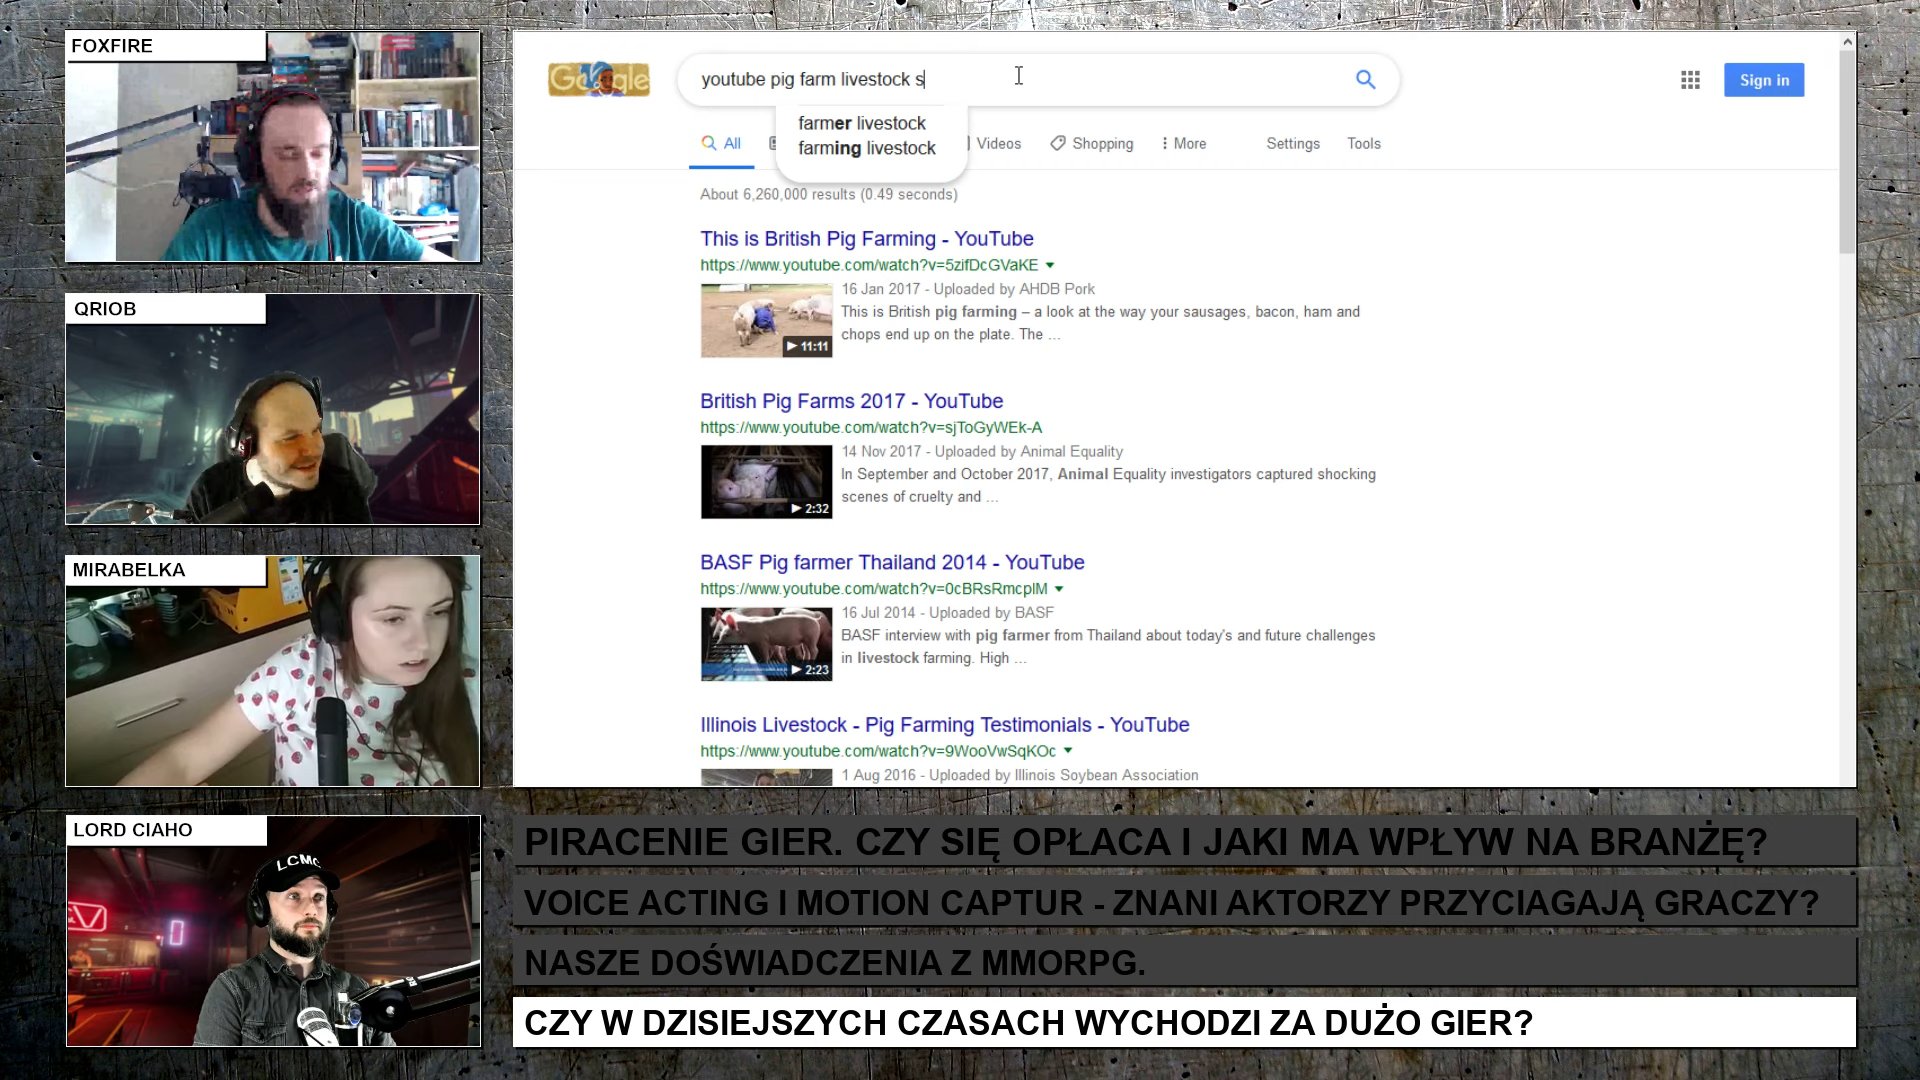 FOXFIRE
QRIOB
MIRABELKA
LORD CIAHO
LCMC
Google
youtube pig farm livestock s
Sign in
farmer livestock
farming livestock
All
Videos
Shopping
More
Settings
Tools
About 6,260,000 results (0.49 seconds)
This is British Pig Farming - YouTube
https://www.youtube.com/watch?v=5zifDcGVaKE
16 Jan 2017 - Uploaded by AHDB Pork
This is British pig farming – a look at the way your sausages, bacon, ham and
chops end up on the plate. The ...
11:11
British Pig Farms 2017 - YouTube
https://www.youtube.com/watch?v=sjToGyWEk-A
14 Nov 2017 - Uploaded by Animal Equality
In September and October 2017, Animal Equality investigators captured shocking
scenes of cruelty and ...
2:32
BASF Pig farmer Thailand 2014 - YouTube
https://www.youtube.com/watch?v=0cBRsRmcplM
16 Jul 2014 - Uploaded by BASF
BASF interview with pig farmer from Thailand about today's and future challenges
in livestock farming. High ...
2:23
Illinois Livestock - Pig Farming Testimonials - YouTube
https://www.youtube.com/watch?v=9WooVwSqKOc
1 Aug 2016 - Uploaded by Illinois Soybean Association
PIRACENIE GIER. CZY SIĘ OPŁACA I JAKI MA WPŁYW NA BRANŻĘ?
VOICE ACTING I MOTION CAPTUR - ZNANI AKTORZY PRZYCIAGAJĄ GRACZY?
NASZE DOŚWIADCZENIA Z MMORPG.
CZY W DZISIEJSZYCH CZASACH WYCHODZI ZA DUŻO GIER?